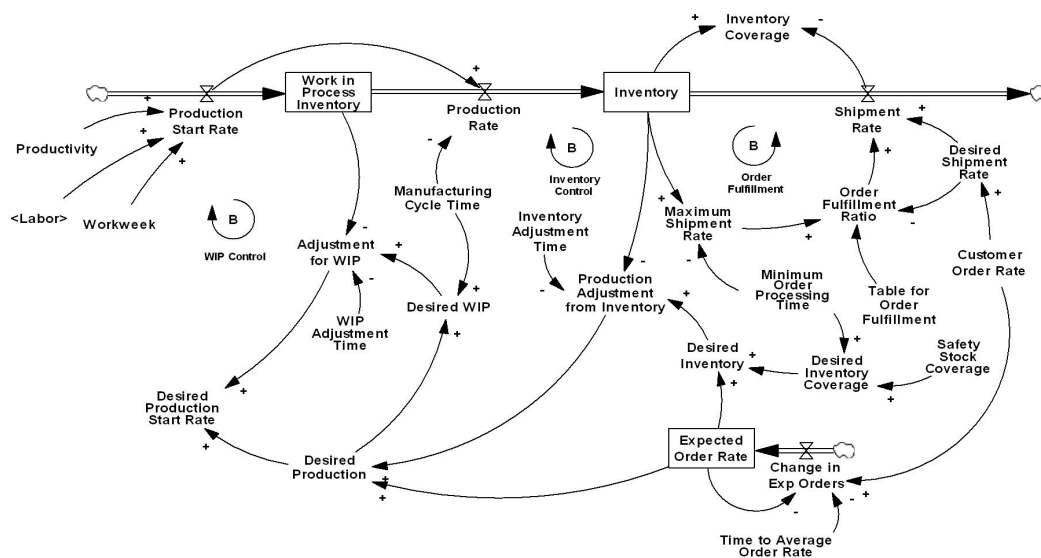 Inventory
Coverage
+
-
+
Work in
Process
Inventory
Inventory
+
Production
Start Rate
Production
Rate
Shipment
Rate
+
+
+
Productivity
-
B
Inventory
Control
B
Order
Fulfillment
+
Desired
Shipment
Rate
<Labor>
Workweek
B
WIP Control
Manufacturing
Cycle Time
Inventory
Adjustment
Time
+
Maximum
Shipment
Rate
+
Order
Fulfillment
Ratio
-
+
-
Adjustment
for WIP
+
-
-
-
-
Production
Adjustment
from Inventory
+
Minimum
Order
Processing
Time
Customer
Order Rate
Table for
Order
Fulfillment
WIP
Adjustment
Time
+
Desired WIP
+
Desired
Inventory
+
+
Desired
Inventory
Coverage
+
Safety
Stock
Coverage
+
Desired
Production
Start Rate
+
+
Desired
Production
+
+
Expected
Order Rate
Change in
Exp Orders
-
-
+
Time to Average
Order Rate